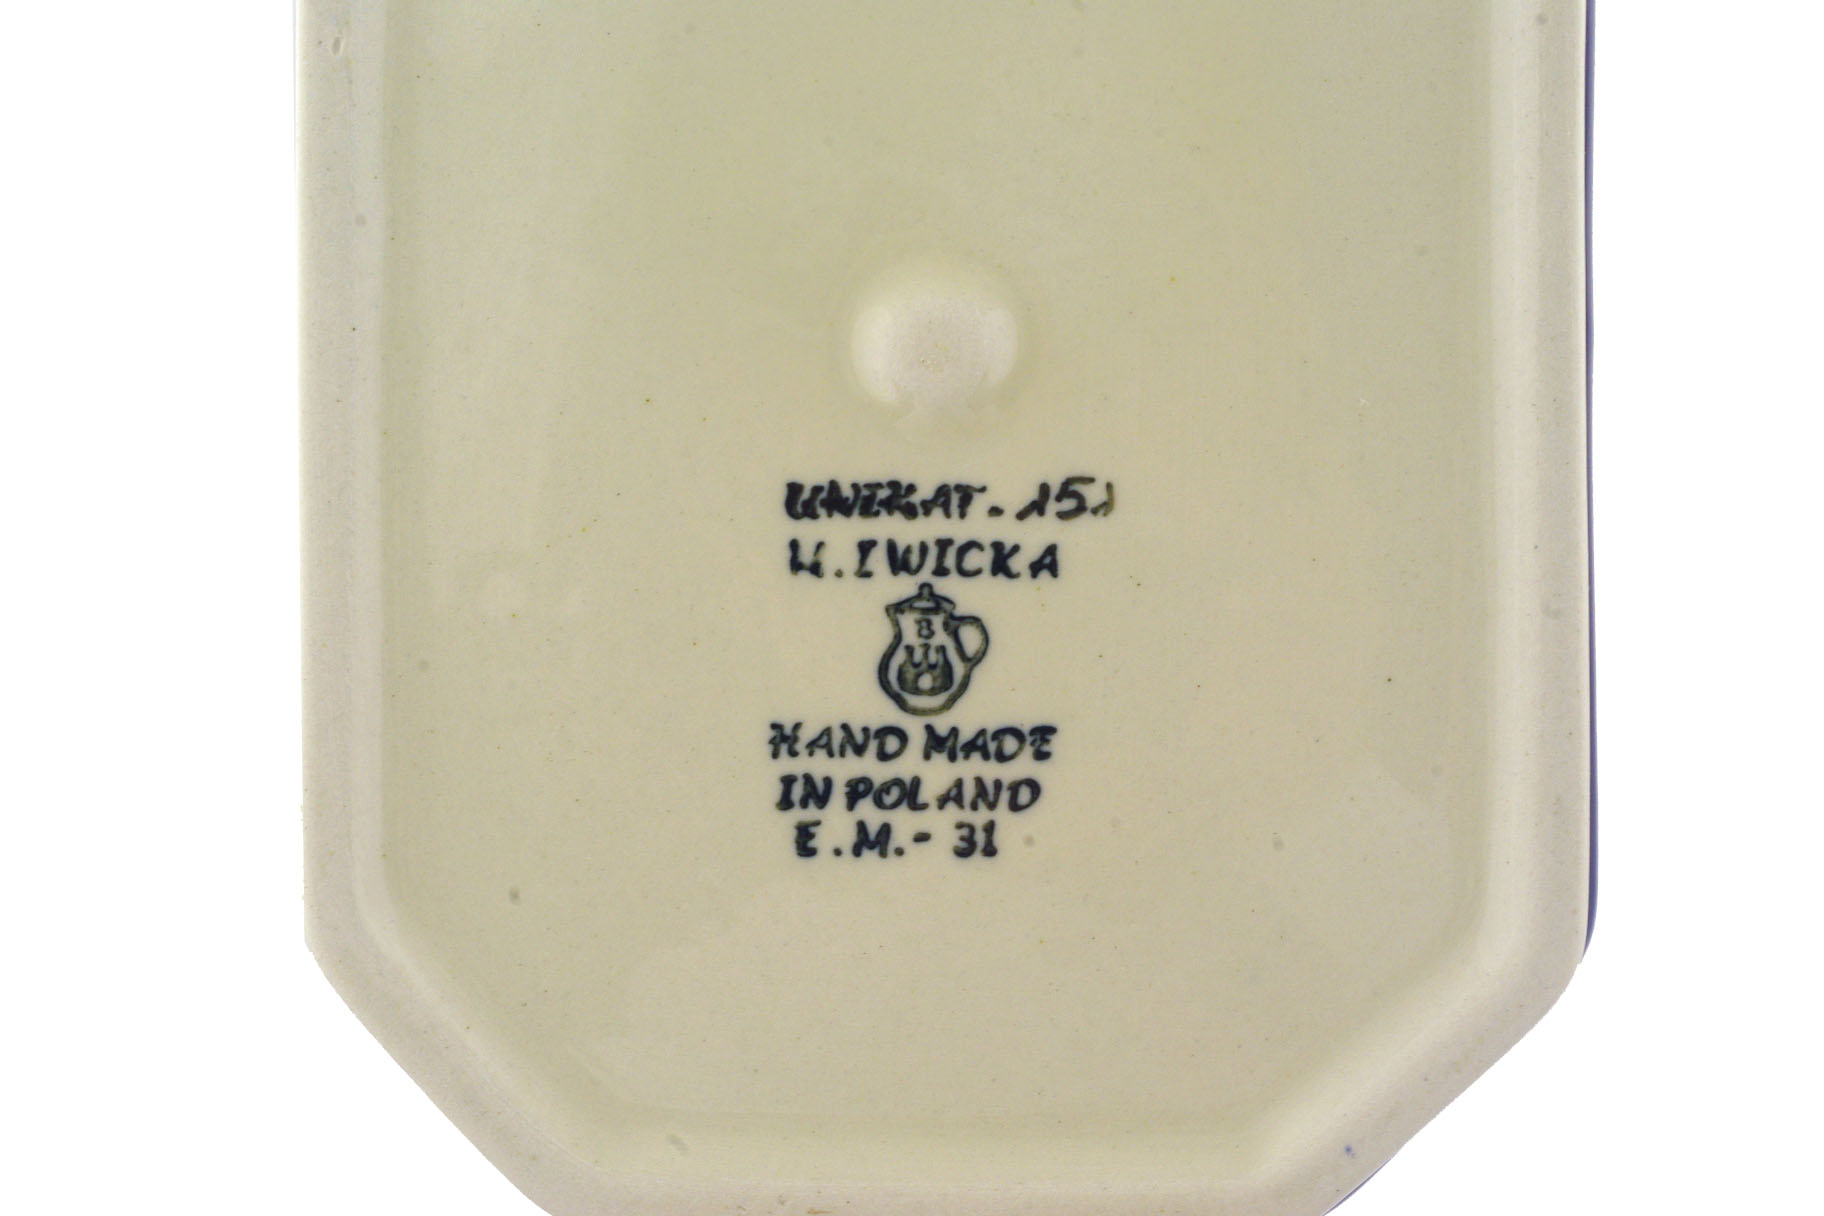 UNIKAT - 151
W. IWICKA
B
HAND MADE
IN POLAND
E.M.- 31